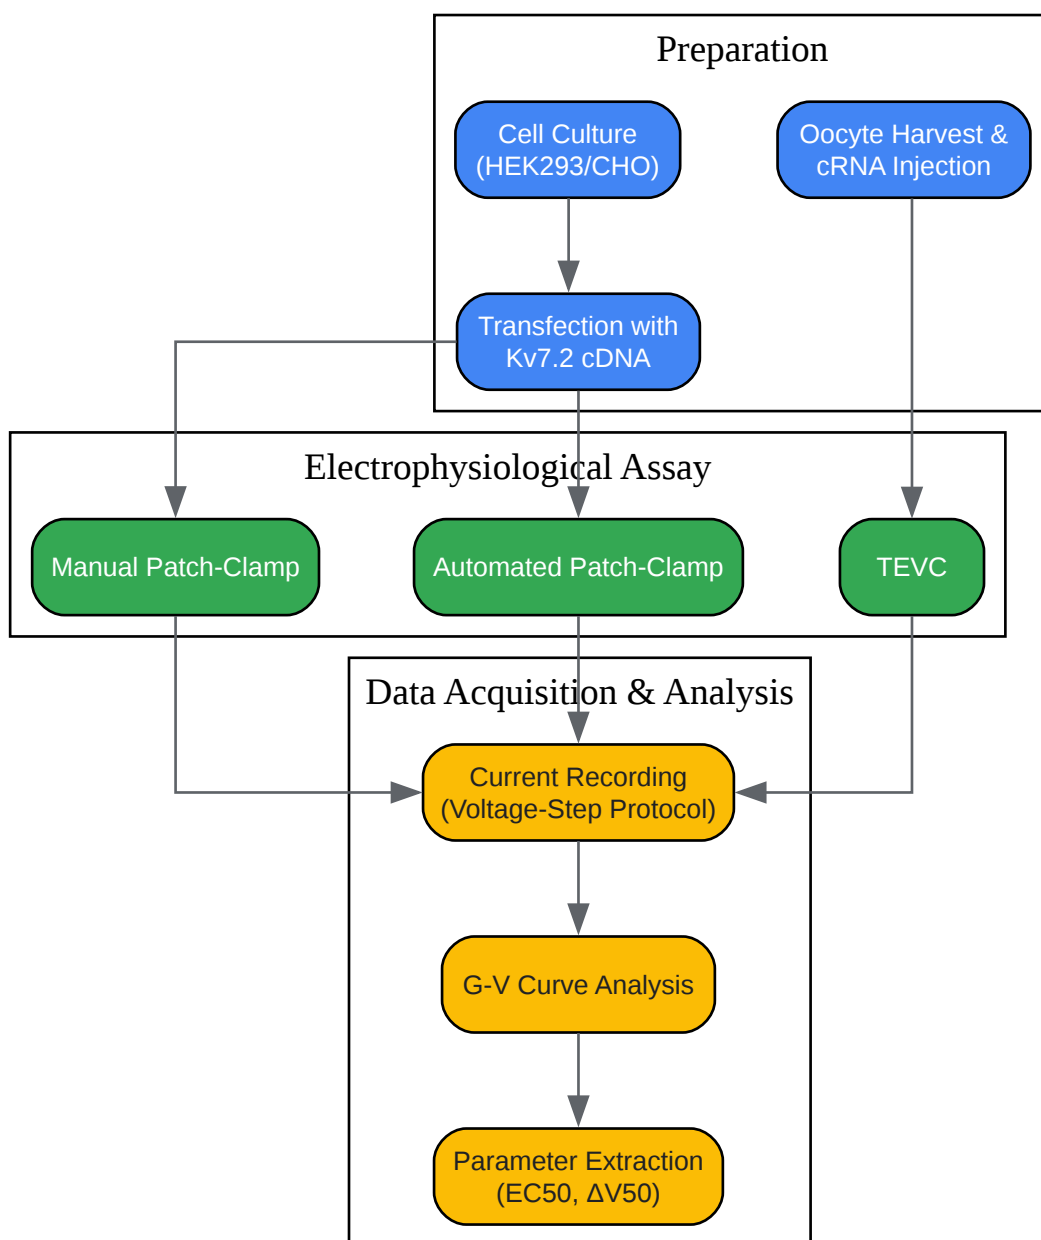 Preparation
Cell Culture
(HEK293/CHO)
Oocyte Harvest &
cRNA Injection
Transfection with
Kv7.2 cDNA
Electrophysiological Assay
Manual Patch-Clamp
Automated Patch-Clamp
TEVC
Data Acquisition & Analysis
Current Recording
(Voltage-Step Protocol)
G-V Curve Analysis
Parameter Extraction
(EC50, ΔV50)